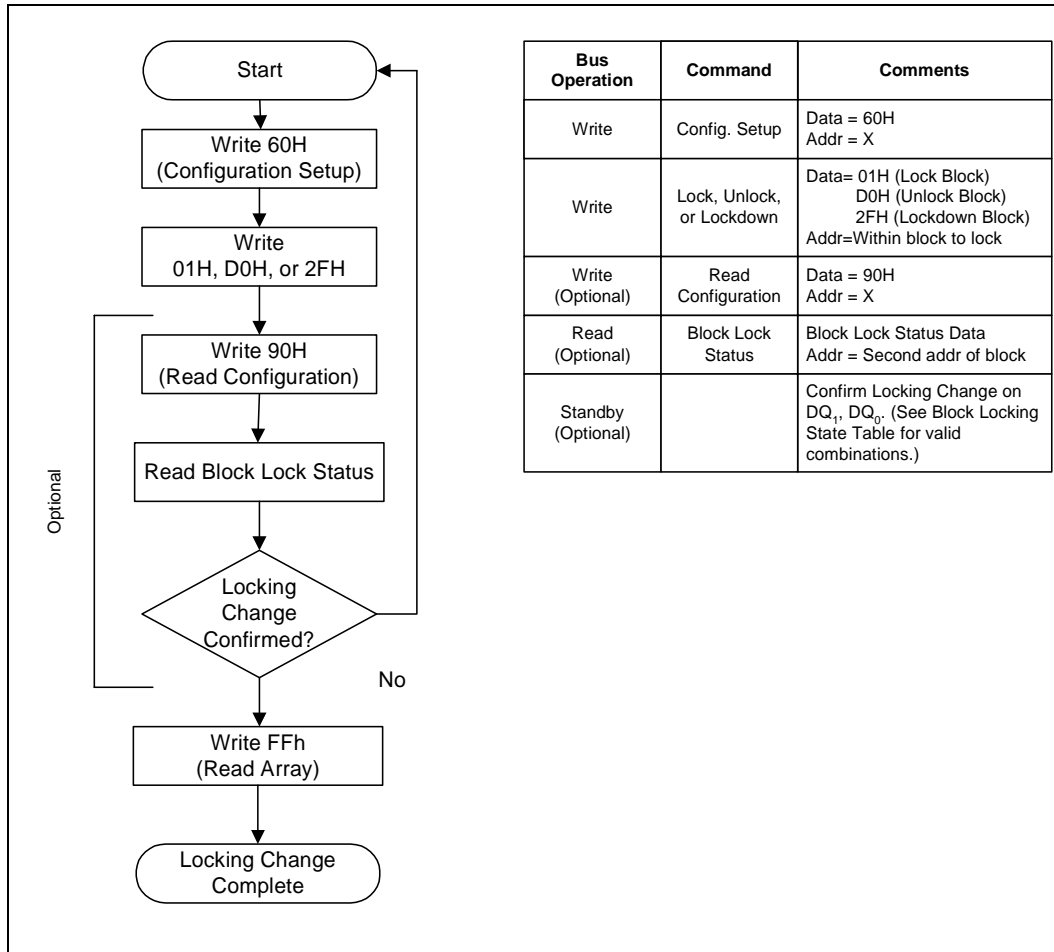 Start
Write 60H
(Configuration Setup)
Write
01H, D0H, or 2FH
Write 90H
(Read Configuration)
Read Block Lock Status
Optional
Locking
Change
Confirmed?
No
Write FFh
(Read Array)
Locking Change
Complete
Bus
Operation
Command
Comments
Write
Config. Setup
Data = 60H
Addr = X
Write
Lock, Unlock,
or Lockdown
Data= 01H (Lock Block)
D0H (Unlock Block)
2FH (Lockdown Block)
Addr=Within block to lock
Write
(Optional)
Read
Configuration
Data = 90H
Addr = X
Read
(Optional)
Block Lock
Status
Block Lock Status Data
Addr = Second addr of block
Standby
(Optional)
Confirm Locking Change on
DQ₁, DQ₀. (See Block Locking
State Table for valid
combinations.)